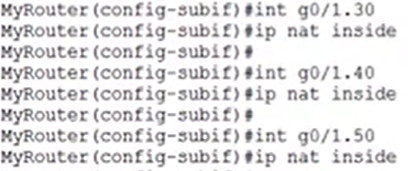 MyRouter(config-subif)#int g0/1.30
MyRouter(config-subif)#ip nat inside
MyRouter(config-subif)#
MyRouter(config-subif)#int g0/1.40
MyRouter(config-subif)#ip nat inside
MyRouter(config-subif)#
MyRouter(config-subif)#int g0/1.50
MyRouter(config-subif)#ip nat inside